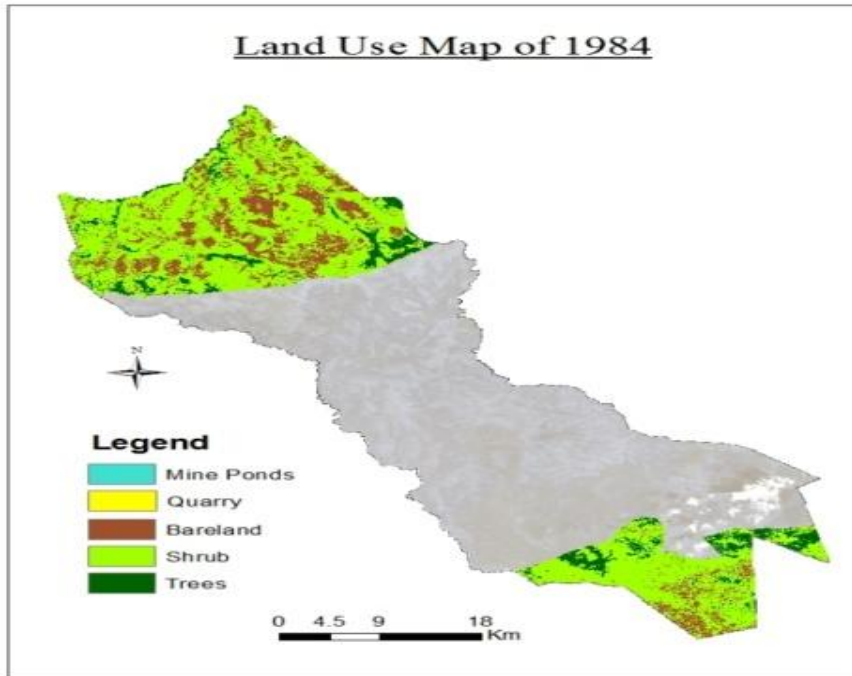 Land Use Map of 1984
N
Legend
Mine Ponds
Quarry
Bareland
Shrub
Trees
0 4.5 9 18
Km